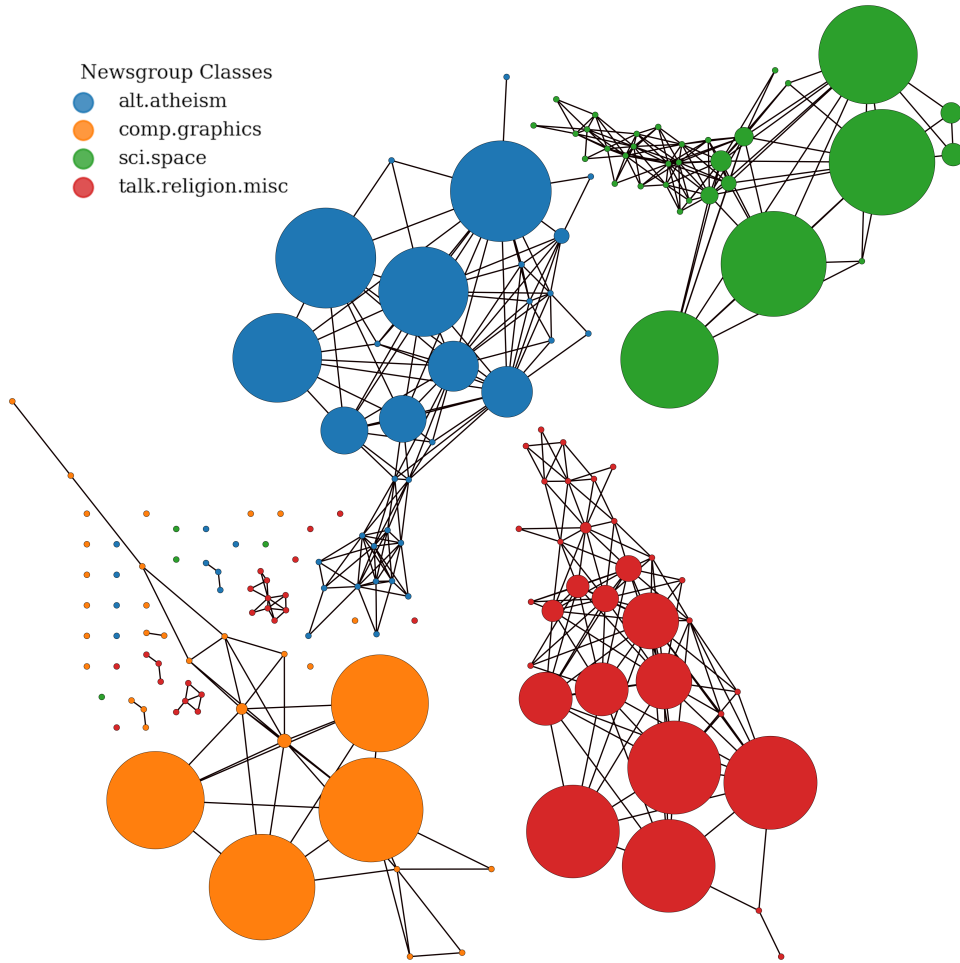 Newsgroup Classes
alt.atheism
comp.graphics
sci.space
talk.religion.misc